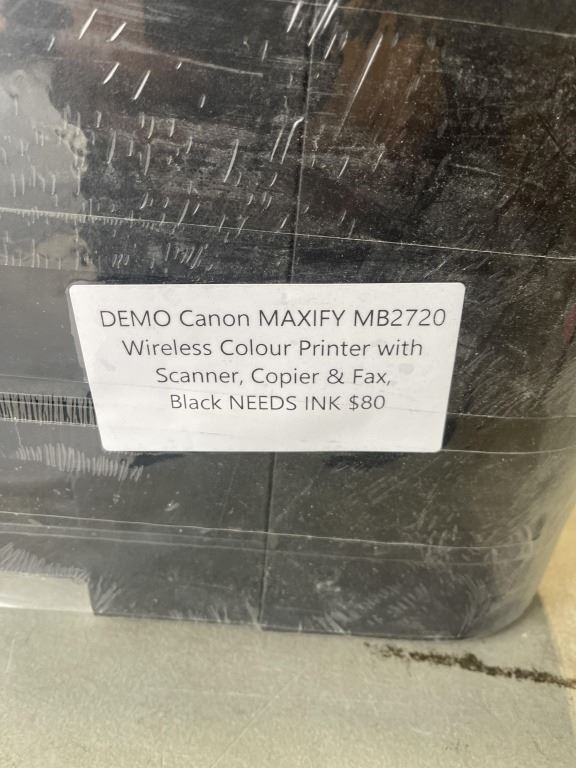 DEMO Canon MAXIFY MB2720
Wireless Colour Printer with
Scanner, Copier & Fax,
Black NEEDS INK $80